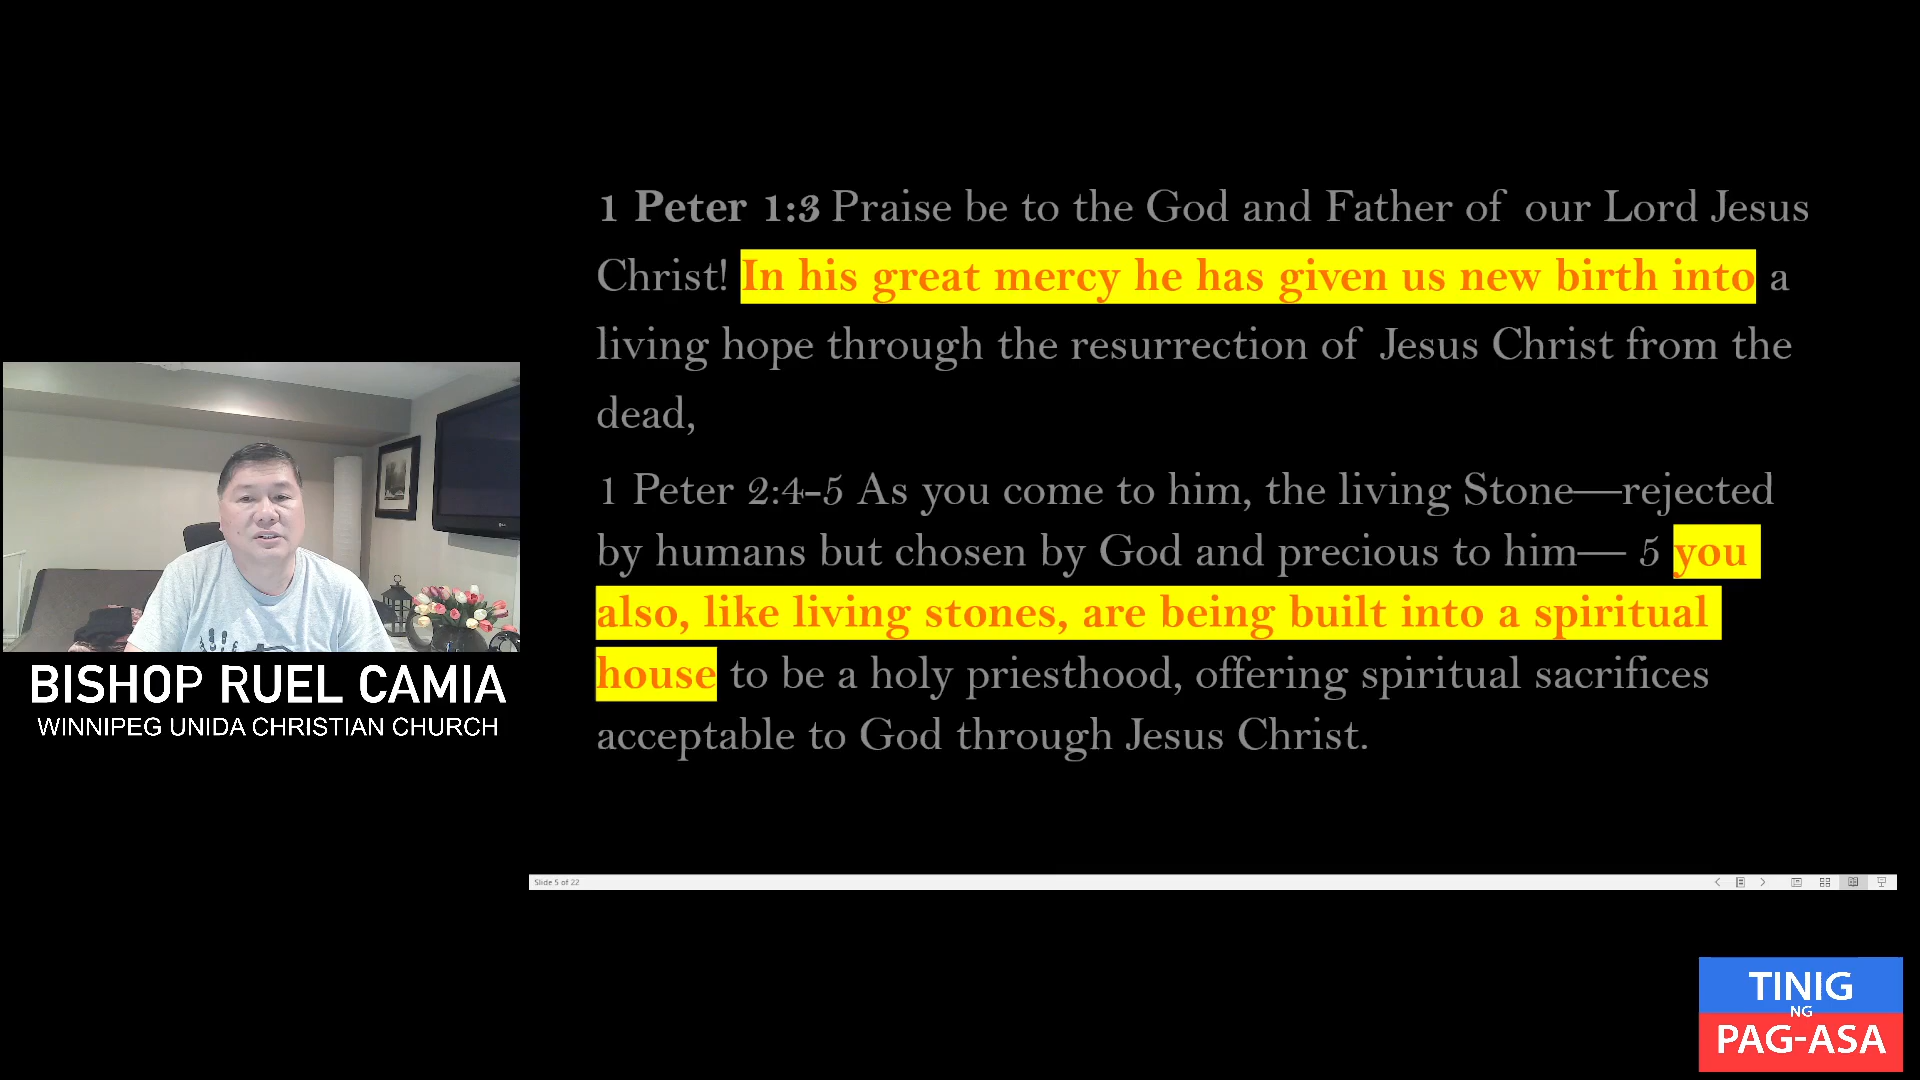 1 Peter 1:3 Praise be to the God and Father of our Lord Jesus
Christ! In his great mercy he has given us new birth into a
living hope through the resurrection of Jesus Christ from the
dead,
1 Peter 2:4-5 As you come to him, the living Stone—rejected
by humans but chosen by God and precious to him— 5 you
also, like living stones, are being built into a spiritual
house to be a holy priesthood, offering spiritual sacrifices
acceptable to God through Jesus Christ.
BISHOP RUEL CAMIA
WINNIPEG UNIDA CHRISTIAN CHURCH
Slide 5 of 22
TINIG
NG
PAG-ASA